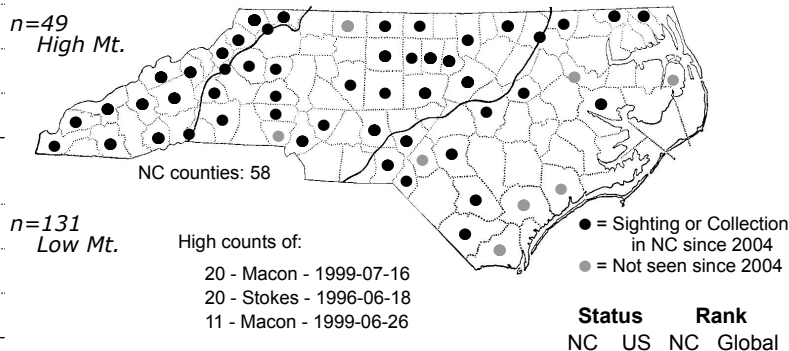 n=49
High Mt.
NC counties: 58
n=131
Low Mt.
High counts of:
20 - Macon - 1999-07-16
20 - Stokes - 1996-06-18
11 - Macon - 1999-06-26
● = Sighting or Collection
in NC since 2004
● = Not seen since 2004
Status Rank
NC US NC Global